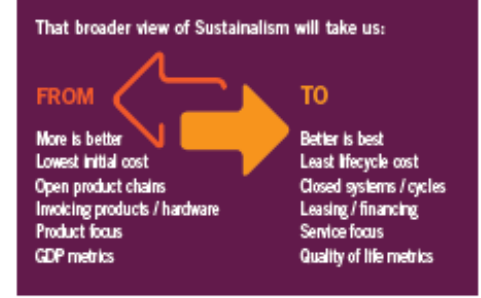 That broader view of Sustainalism will take us:
FROM
More is better
Lowest initial cost
Open product chains
Invoicing products / hardware
Product focus
GDP metrics
TO
Better is best
Least lifecycle cost
Closed systems / cycles
Leasing / financing
Service focus
Quality of life metrics